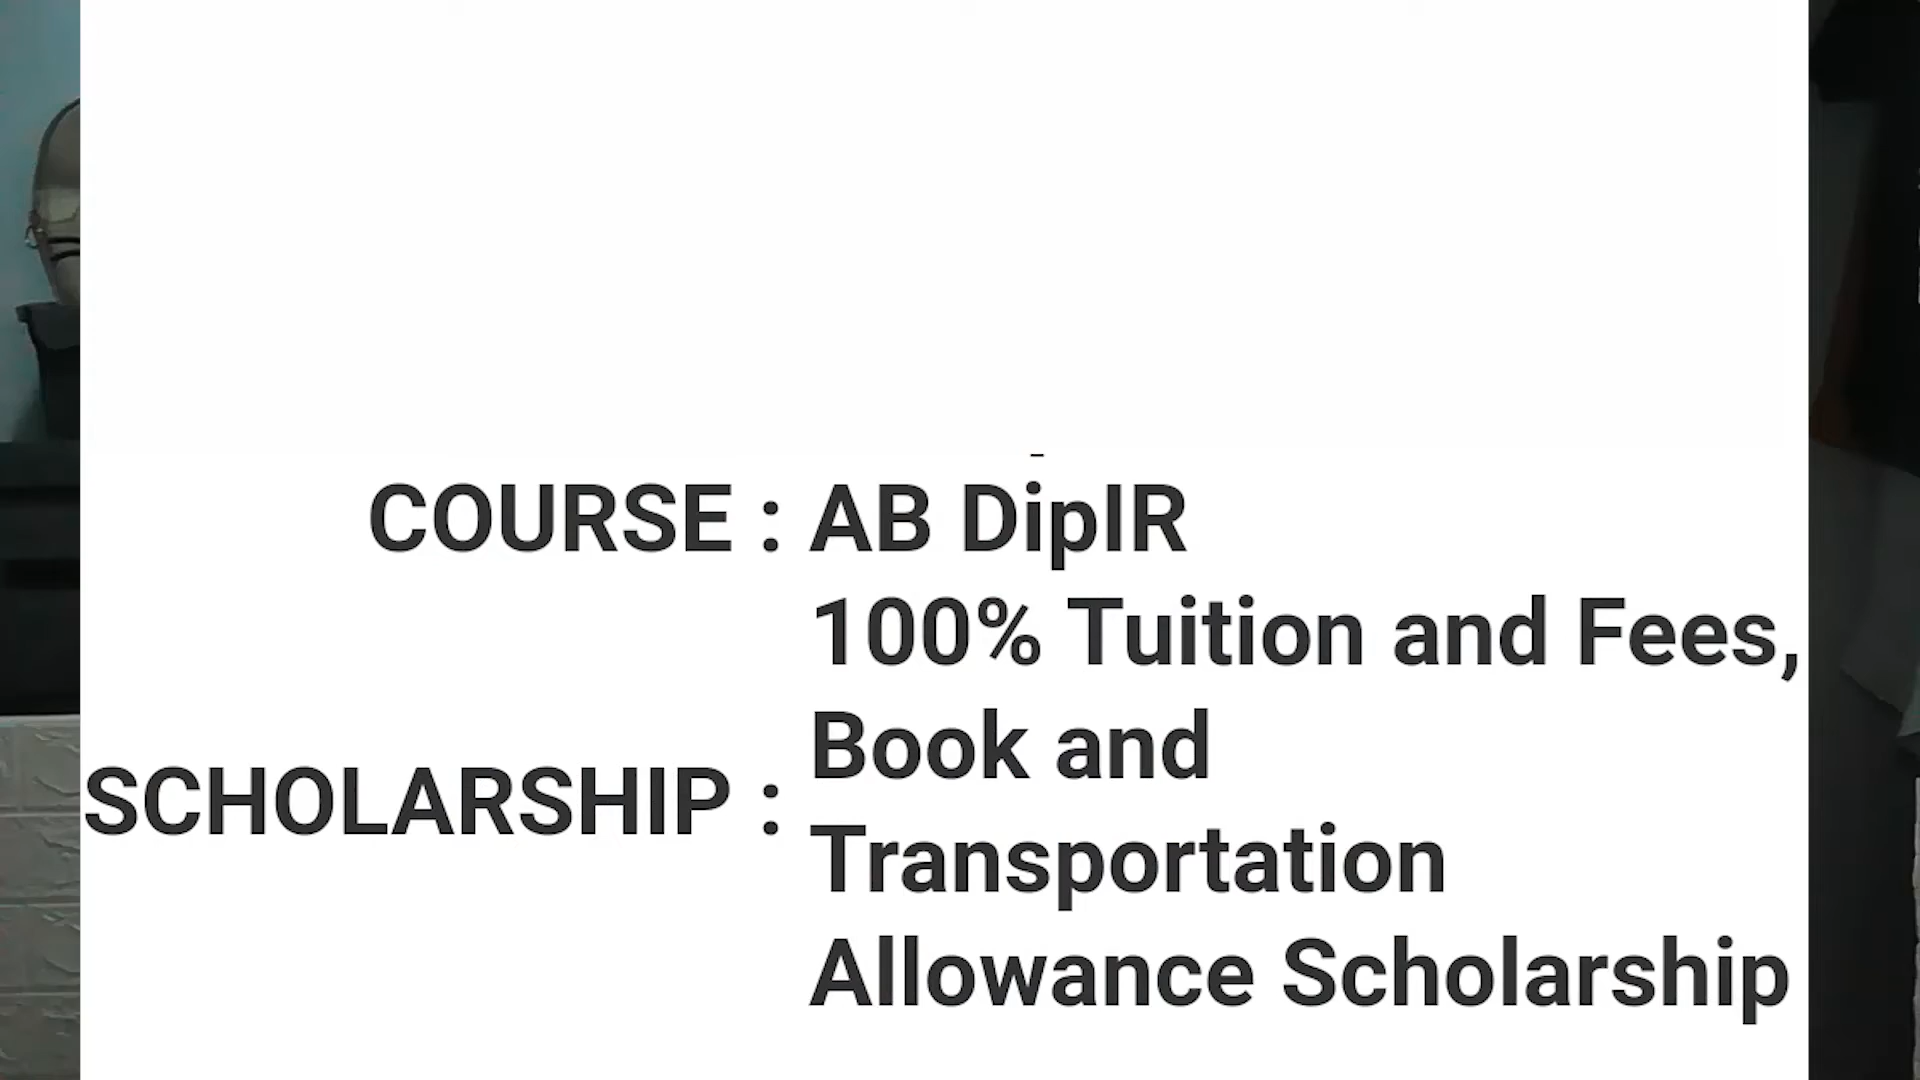 COURSE : AB DipIR
SCHOLARSHIP : 100% Tuition and Fees,
Book and
Transportation
Allowance Scholarship